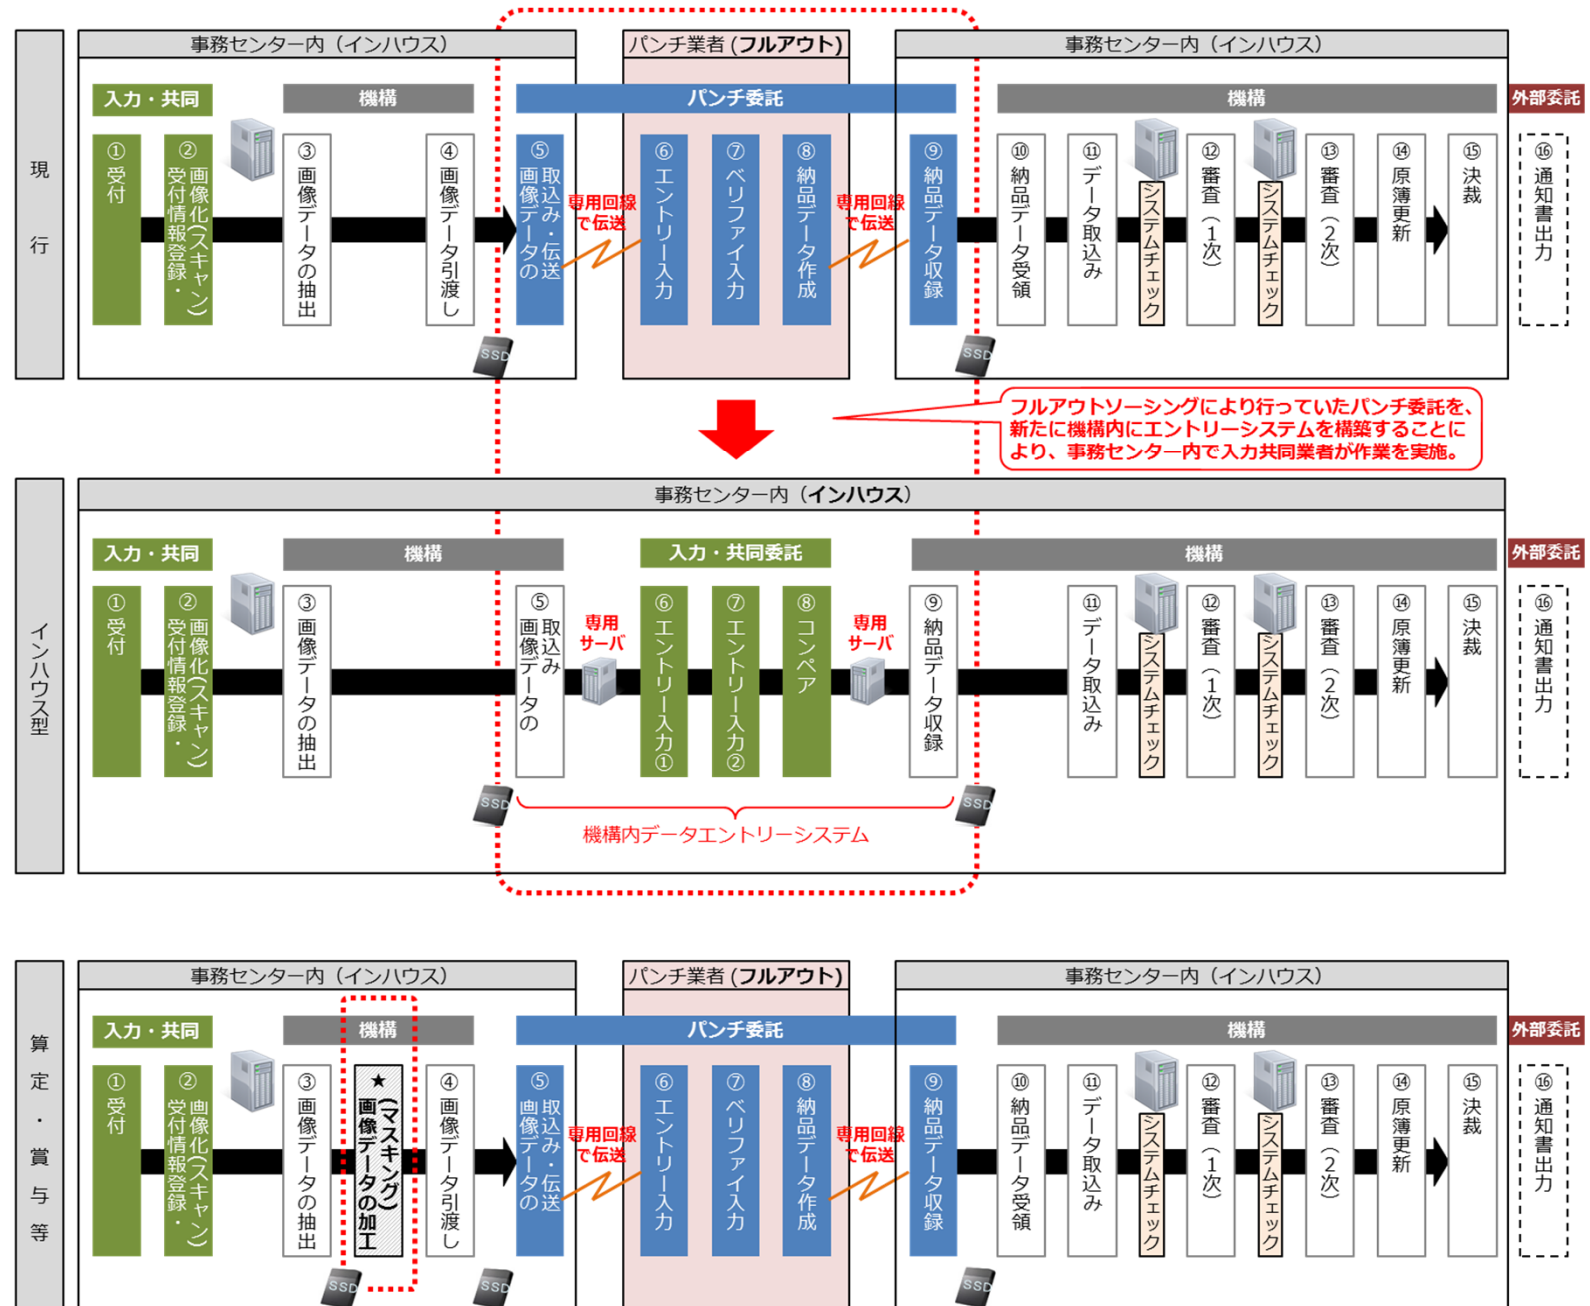 現行
事務センター内（インハウス）
パンチ業者(フルアウト)
事務センター内（インハウス）
入力・共同
機構
パンチ委託
機構
外部委託
①受付
②画像化(スキャン)
受付情報登録・
③画像データの抽出
④画像データ引渡し
⑤取込み・伝送
画像データの
専用回線
で伝送
⑥エントリー入力
⑦ベリファイ入力
⑧納品データ作成
専用回線
で伝送
⑨納品データ収録
⑩納品データ受領
⑪データ取込み
システムチェック
⑫審査（1次）
システムチェック
⑬審査（2次）
⑭原簿更新
⑮決裁
⑯通知書出力
SSD
SSD
フルアウトソーシングにより行っていたパンチ委託を、
新たに機構内にエントリーシステムを構築することに
より、事務センター内で入力共同業者が作業を実施。
インハウス型
事務センター内（インハウス）
入力・共同
機構
入力・共同委託
機構
外部委託
①受付
②画像化(スキャン)
受付情報登録・
③画像データの抽出
⑤取込み
画像データの
専用
サーバ
⑥エントリー入力①
⑦エントリー入力②
⑧コンペア
専用
サーバ
⑨納品データ収録
⑪データ取込み
システムチェック
⑫審査（1次）
システムチェック
⑬審査（2次）
⑭原簿更新
⑮決裁
⑯通知書出力
SSD
SSD
機構内データエントリーシステム
算定・賞与等
事務センター内（インハウス）
パンチ業者(フルアウト)
事務センター内（インハウス）
入力・共同
機構
パンチ委託
機構
外部委託
①受付
②画像化(スキャン)
受付情報登録・
③画像データの抽出
★(マスキング)
画像データの加工
④画像データ引渡し
⑤取込み・伝送
画像データの
専用回線
で伝送
⑥エントリー入力
⑦ベリファイ入力
⑧納品データ作成
専用回線
で伝送
⑨納品データ収録
⑩納品データ受領
⑪データ取込み
システムチェック
⑫審査（1次）
システムチェック
⑬審査（2次）
⑭原簿更新
⑮決裁
⑯通知書出力
SSD
SSD
SSD